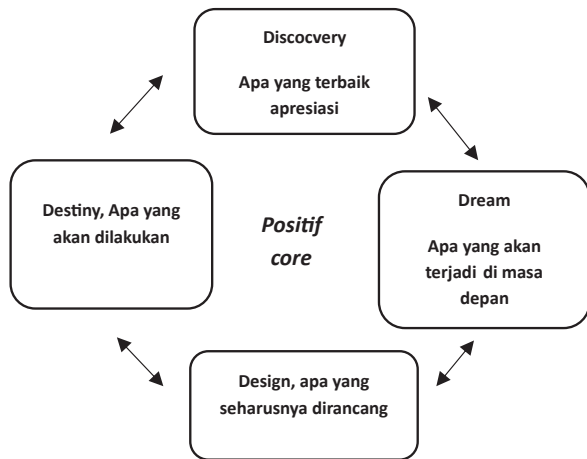 Discocvery
Apa yang terbaik
apresiasi
Destiny, Apa yang
akan dilakukan
Positif
core
Dream
Apa yang akan
terjadi di masa
depan
Design, apa yang
seharusnya dirancang